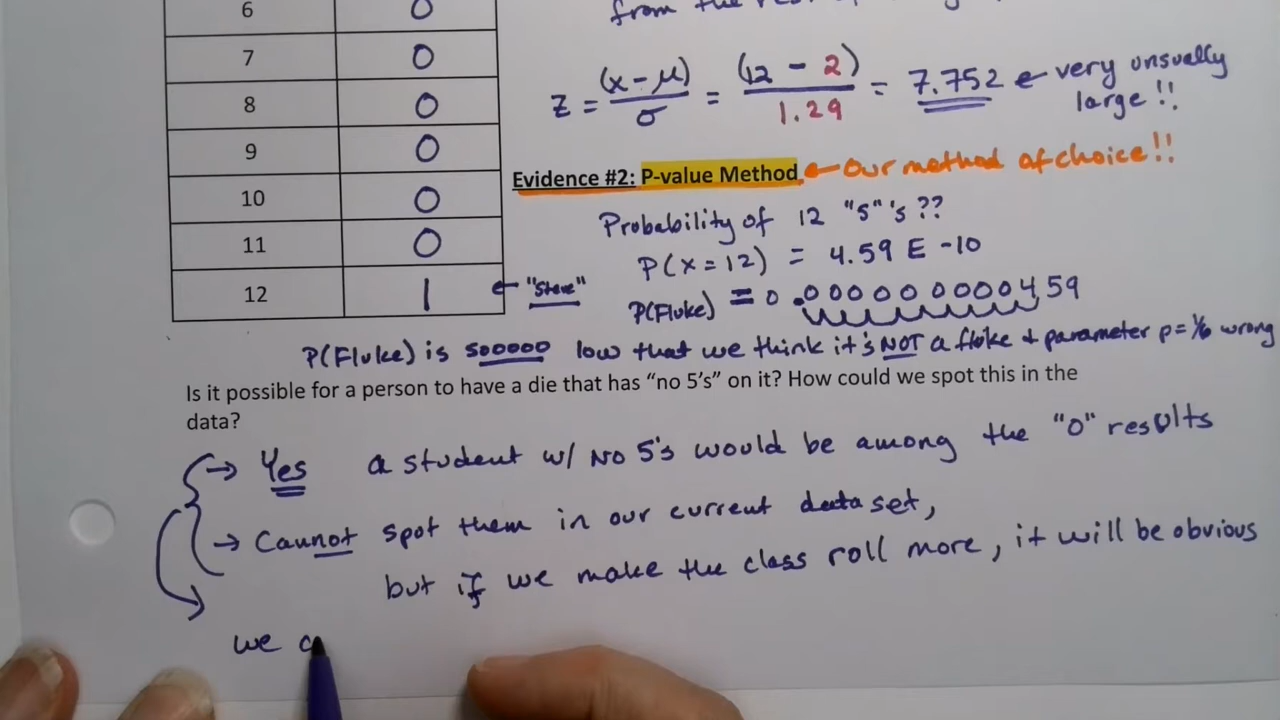 6 0
from the
7 0
8 0
9 0
10 0
11 0
12 1 ← "Steve"
z = (x - μ) / σ = (12 - 2) / 1.29 = 7.752 ← very unsually
large !!
Evidence #2: P-value Method ← Our method of choice!!
Probability of 12 "5"'s ??
P(x=12) = 4.59 E -10
P(Fluke) = 0.000000000459
P(Fluke) is sooooo low that we think it's NOT a fluke + parameter p=1/6 wrong
Is it possible for a person to have a die that has “no 5’s” on it? How could we spot this in the
data?
→ Yes a student w/ No 5's would be among the "0" results
→ Cannot spot them in our current data set,
but if we make the class roll more, it will be obvious
we